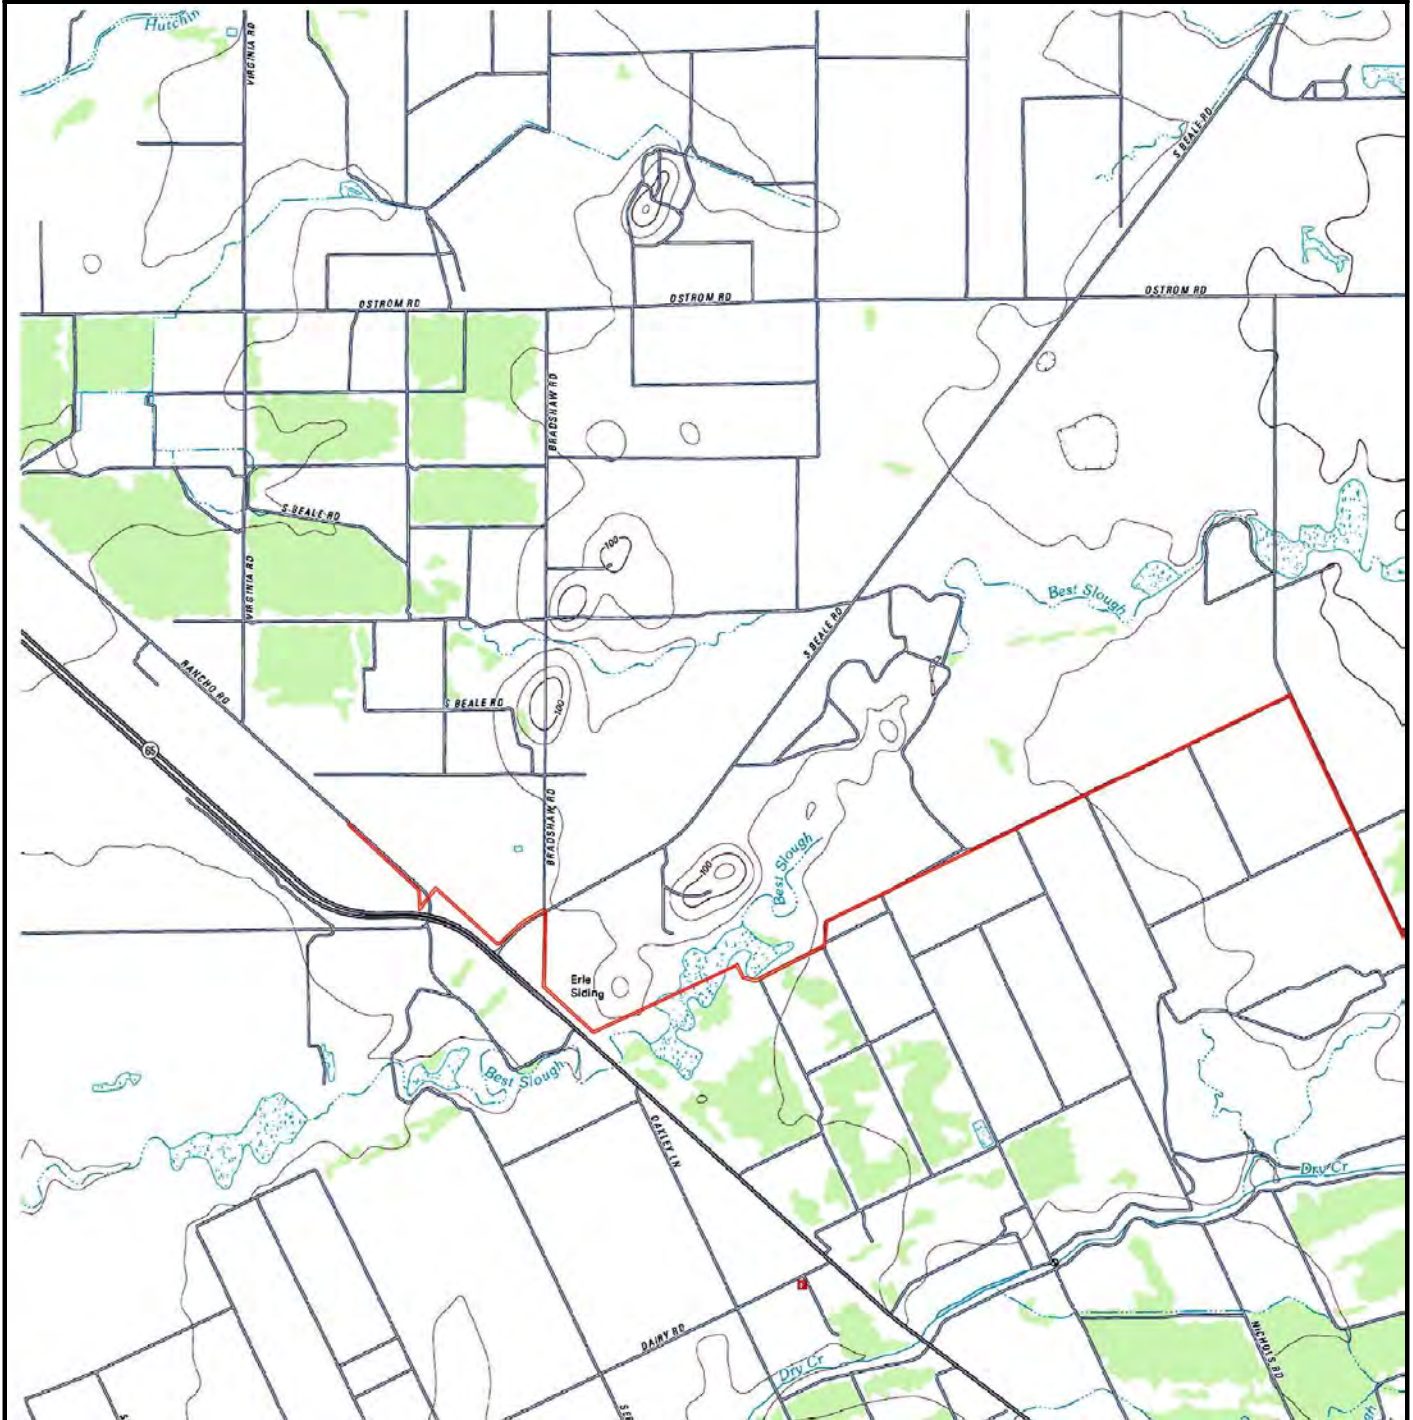 Hutchin
VIRGINIA RD
S BEALE RD
OSTROM RD
OSTROM RD
OSTROM RD
BRADSHAW RD
S BEALE RD
100
VIRGINIA RD
Best Slough
S BEALE RD
RANCHO RD
S BEALE RD
100
65
BRADSHAW RD
100
Best Slough
Erle
Siding
Best Slough
OAKLEY LN
Dry Cr
DAIRY RD
NICHOLS RD
Dry Cr